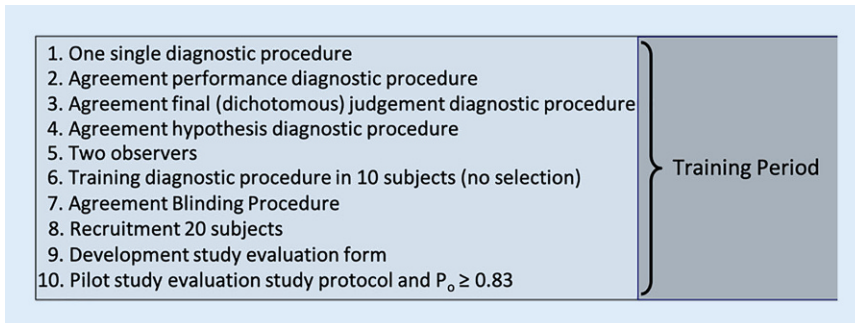 1. One single diagnostic procedure
2. Agreement performance diagnostic procedure
3. Agreement final (dichotomous) judgement diagnostic procedure
4. Agreement hypothesis diagnostic procedure
5. Two observers
6. Training diagnostic procedure in 10 subjects (no selection)
7. Agreement Blinding Procedure
8. Recruitment 20 subjects
9. Development study evaluation form
10. Pilot study evaluation study protocol and Pₒ ≥ 0.83
Training Period